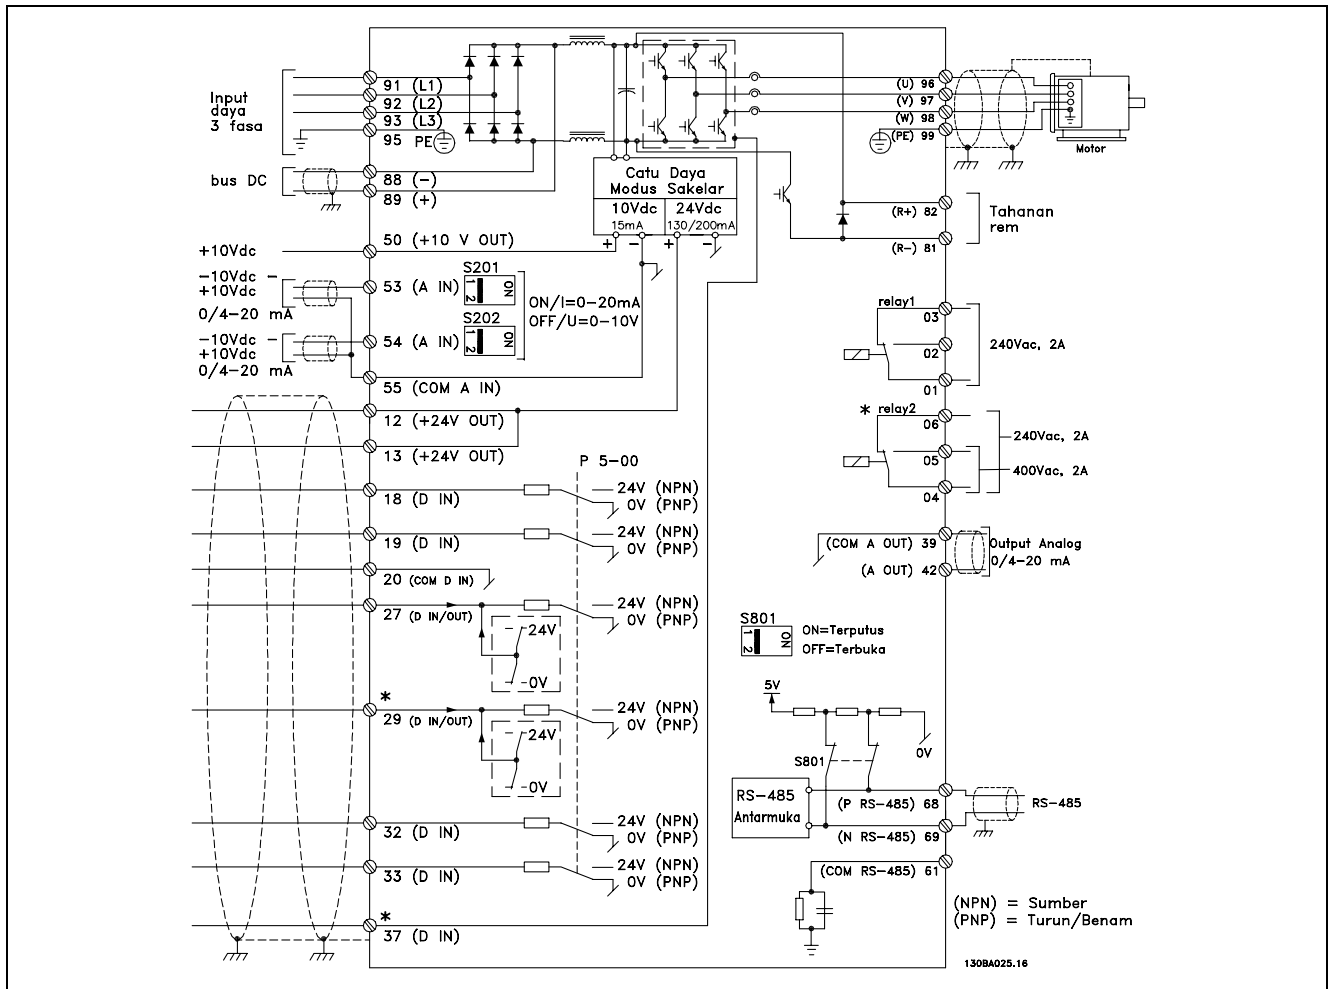 Input
daya
3 fasa
91 (L1)
92 (L2)
93 (L3)
95 PE
bus DC
88 (-)
89 (+)
+10Vdc
50 (+10 V OUT)
-10Vdc -
+10Vdc
0/4-20 mA
53 (A IN)
S201
1 2
ON
-10Vdc -
+10Vdc
0/4-20 mA
54 (A IN)
S202
1 2
ON
ON/I=0-20mA
OFF/U=0-10V
55 (COM A IN)
12 (+24V OUT)
13 (+24V OUT)
P 5-00
18 (D IN)
24V (NPN)
0V (PNP)
19 (D IN)
24V (NPN)
0V (PNP)
20 (COM D IN)
27 (D IN/OUT)
24V (NPN)
0V (PNP)
24V
0V
*
29 (D IN/OUT)
24V (NPN)
0V (PNP)
24V
0V
32 (D IN)
24V (NPN)
0V (PNP)
33 (D IN)
24V (NPN)
0V (PNP)
*
37 (D IN)
Catu Daya
Modus Sakelar
10Vdc
15mA
24Vdc
130/200mA
+ - + -
(U) 96
(V) 97
(W) 98
(PE) 99
Motor
(R+) 82
(R-) 81
Tahanan
rem
relay1
03
02
01
240Vac, 2A
* relay2
06
05
04
240Vac, 2A
400Vac, 2A
(COM A OUT) 39
(A OUT) 42
Output Analog
0/4-20 mA
S801
1 2
ON
ON=Terputus
OFF=Terbuka
5V
0V
S801
RS-485
Antarmuka
(P RS-485) 68
(N RS-485) 69
RS-485
(COM RS-485) 61
(NPN) = Sumber
(PNP) = Turun/Benam
130BA025.16